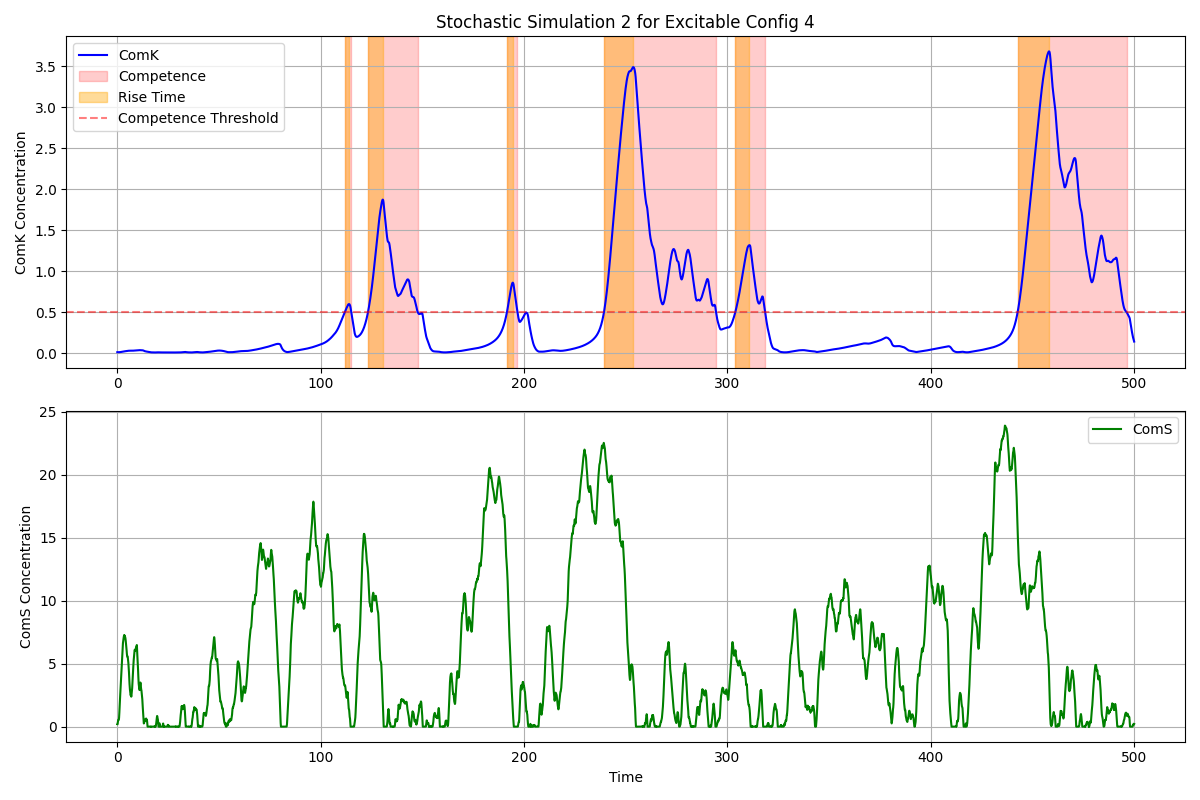 Stochastic Simulation 2 for Excitable Config 4
ComK Concentration
3.5
3.0
2.5
2.0
1.5
1.0
0.5
0.0
ComK
Competence
Rise Time
Competence Threshold
0 100 200 300 400 500
ComS Concentration
25
20
15
10
5
0
ComS
0 100 200 300 400 500
Time